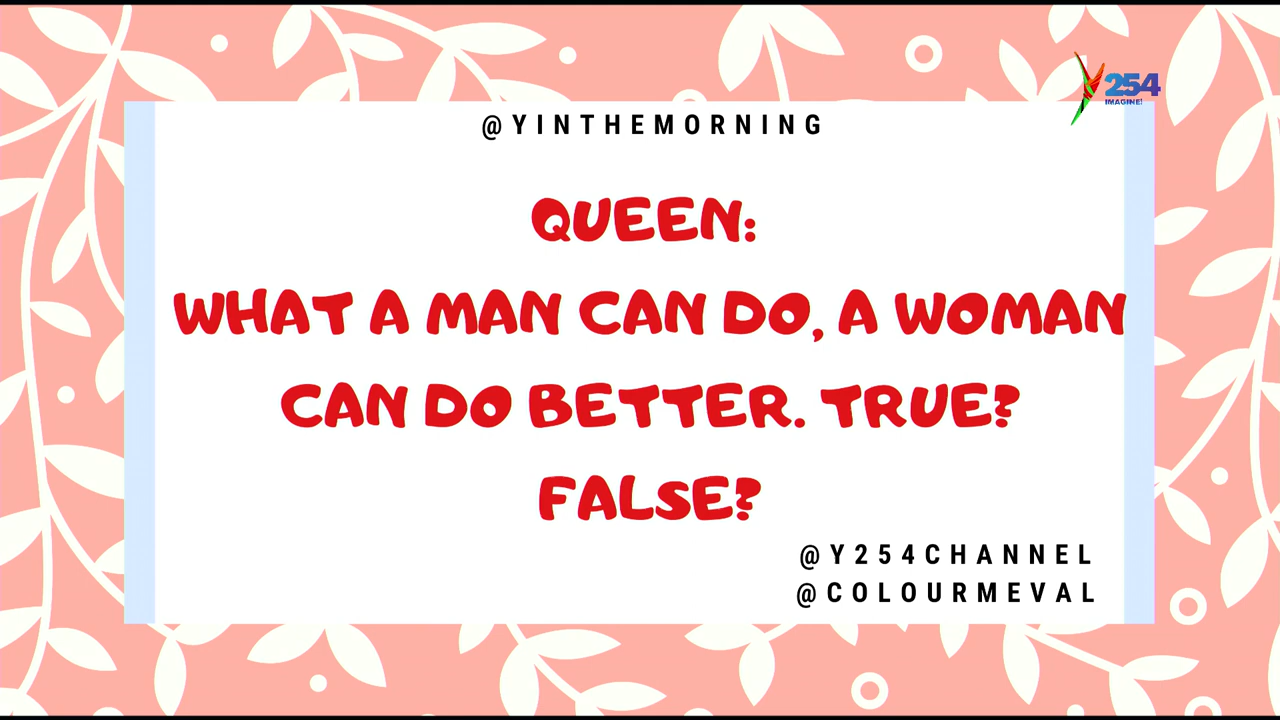 Y254
IMAGINE!
@YINTHEMORNING
QUEEN:
WHAT A MAN CAN DO, A WOMAN
CAN DO BETTER. TRUE?
FALSE?
@Y254CHANNEL
@COLOURMEVAL